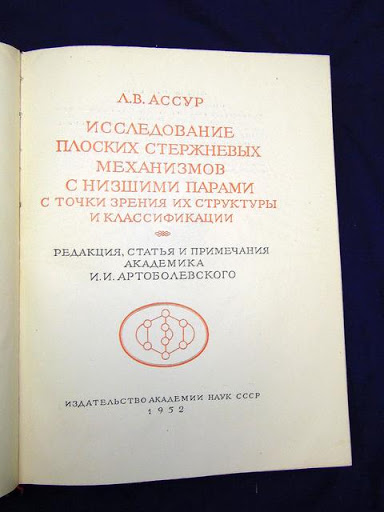 Л.В. АССУР
ИССЛЕДОВАНИЕ
ПЛОСКИХ СТЕРЖНЕВЫХ
МЕХАНИЗМОВ
С НИЗШИМИ ПАРАМИ
С ТОЧКИ ЗРЕНИЯ ИХ СТРУКТУРЫ
И КЛАССИФИКАЦИИ
РЕДАКЦИЯ, СТАТЬЯ И ПРИМЕЧАНИЯ
АКАДЕМИКА
И.И. АРТОБОЛЕВСКОГО
ИЗДАТЕЛЬСТВО АКАДЕМИИ НАУК СССР
1952